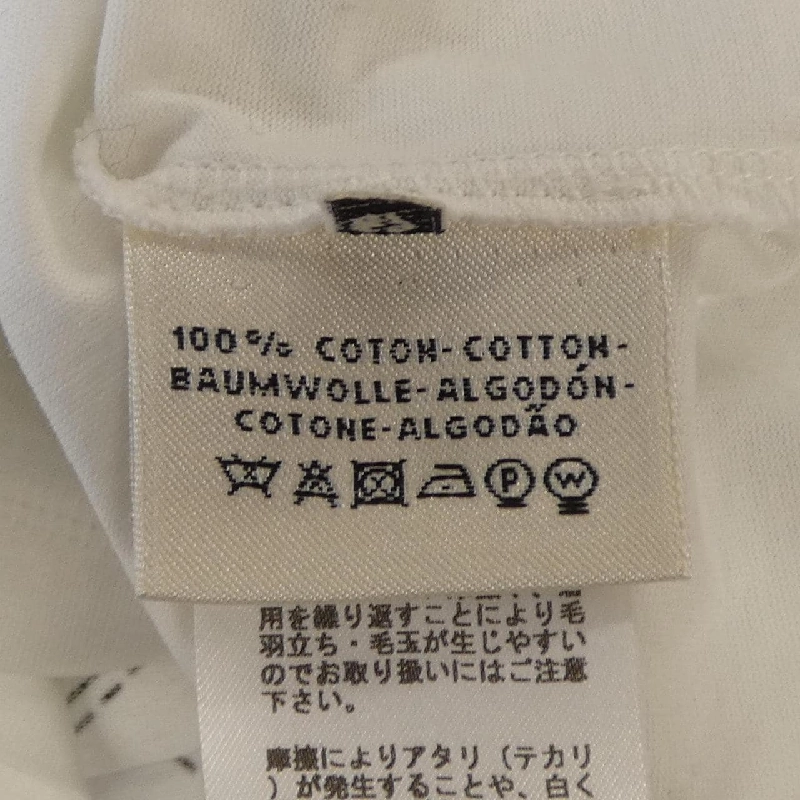 100% COTON-COTTON-
BAUMWOLLE-ALGODÓN-
COTONE-ALGODÃO
P W
用を繰り返すことにより毛
羽立ち・毛玉が生じやすい
のでお取り扱いにはご注意
下さい。
摩擦によりアタリ（テカリ
）が発生することや、白く